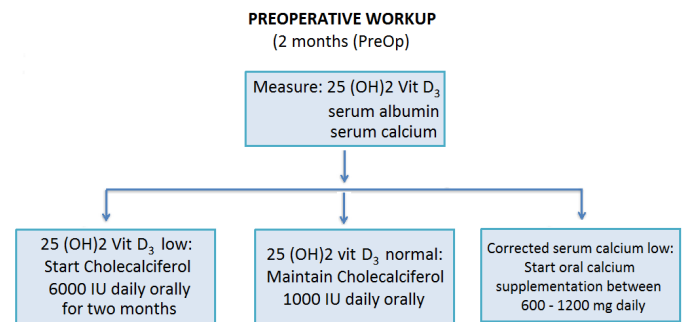 PREOPERATIVE WORKUP
(2 months (PreOp)
Measure: 25 (OH)2 Vit D₃
serum albumin
serum calcium
25 (OH)2 Vit D₃ low:
Start Cholecalciferol
6000 IU daily orally
for two months
25 (OH)2 vit D₃ normal:
Maintain Cholecalciferol
1000 IU daily orally
Corrected serum calcium low:
Start oral calcium
supplementation between
600 - 1200 mg daily